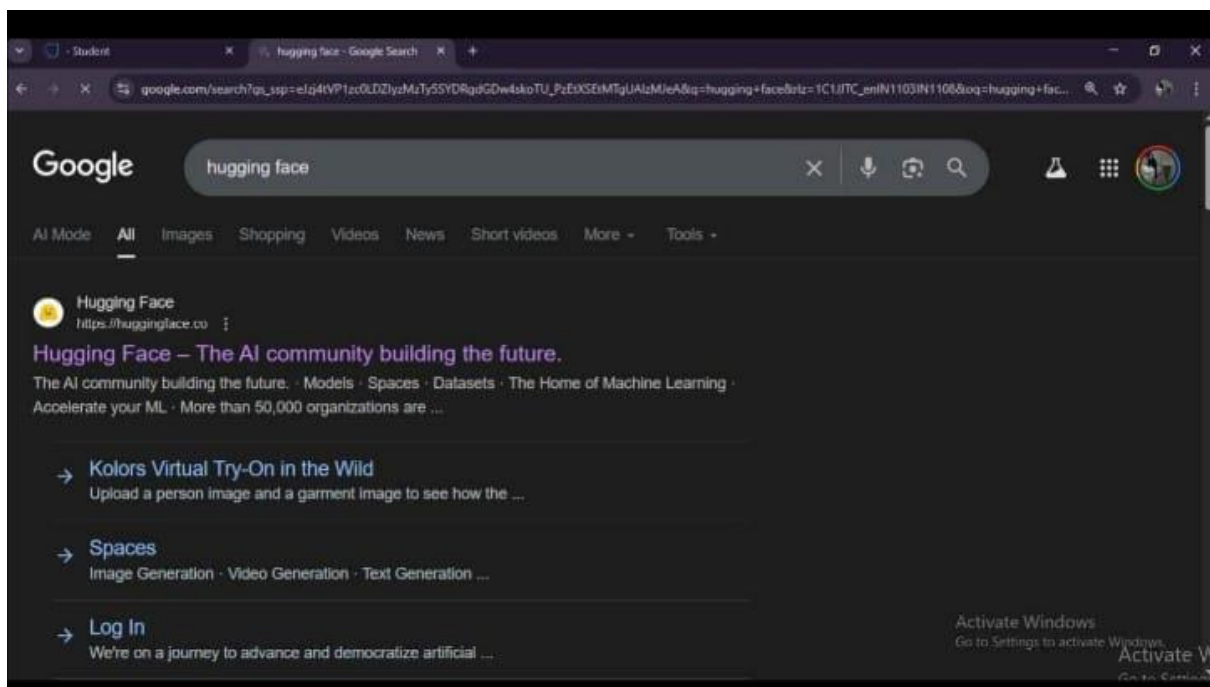 - Student
hugging face - Google Search
Google
hugging face
AI Mode All Images Shopping Videos News Short videos More Tools
Hugging Face
https://huggingface.co
Hugging Face – The AI community building the future.
The AI community building the future. · Models · Spaces · Datasets · The Home of Machine Learning ·
Accelerate your ML · More than 50,000 organizations are ...
Kolors Virtual Try-On in the Wild
Upload a person image and a garment image to see how the ...
Spaces
Image Generation · Video Generation · Text Generation ...
Log In
We're on a journey to advance and democratize artificial ...
Activate Windows
Go to Settings to activate Windows.
Activate W
Go to Settin